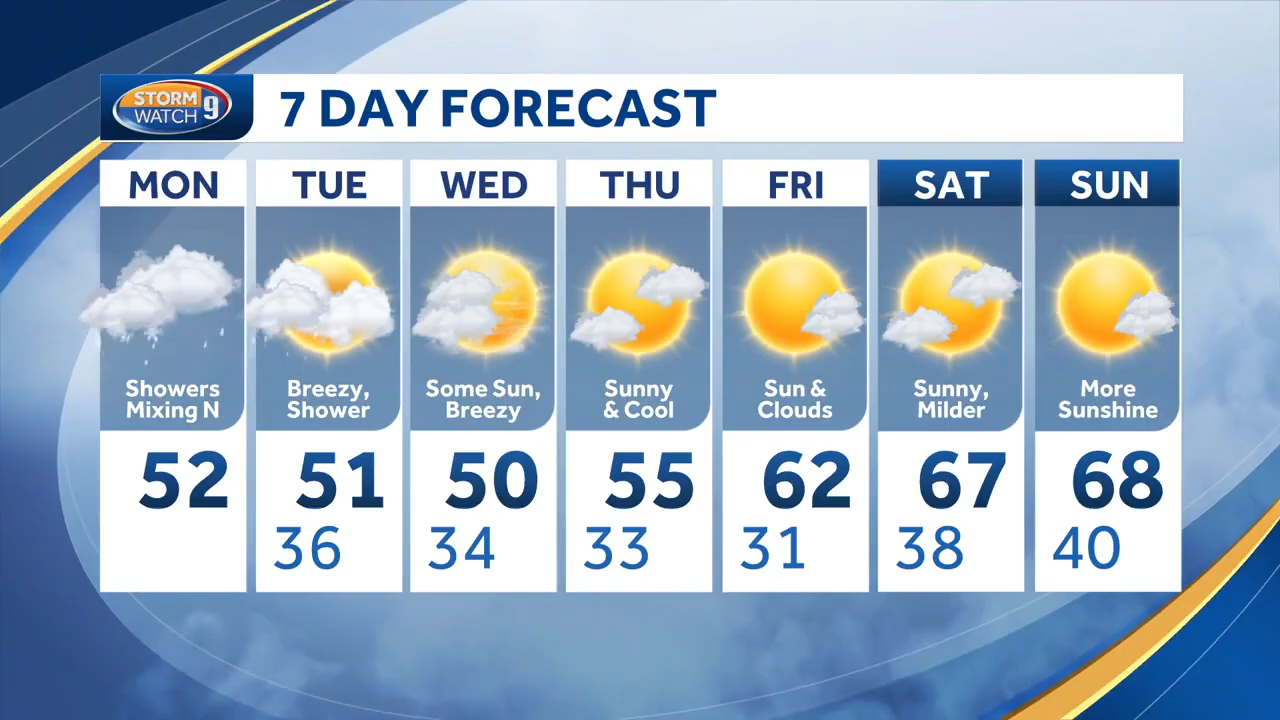 STORM
WATCH 9
7 DAY FORECAST
MON TUE WED THU FRI SAT SUN
Showers
Mixing N
Breezy,
Shower
Some Sun,
Breezy
Sunny
& Cool
Sun &
Clouds
Sunny,
Milder
More
Sunshine
52 51 50 55 62 67 68
36 34 33 31 38 40